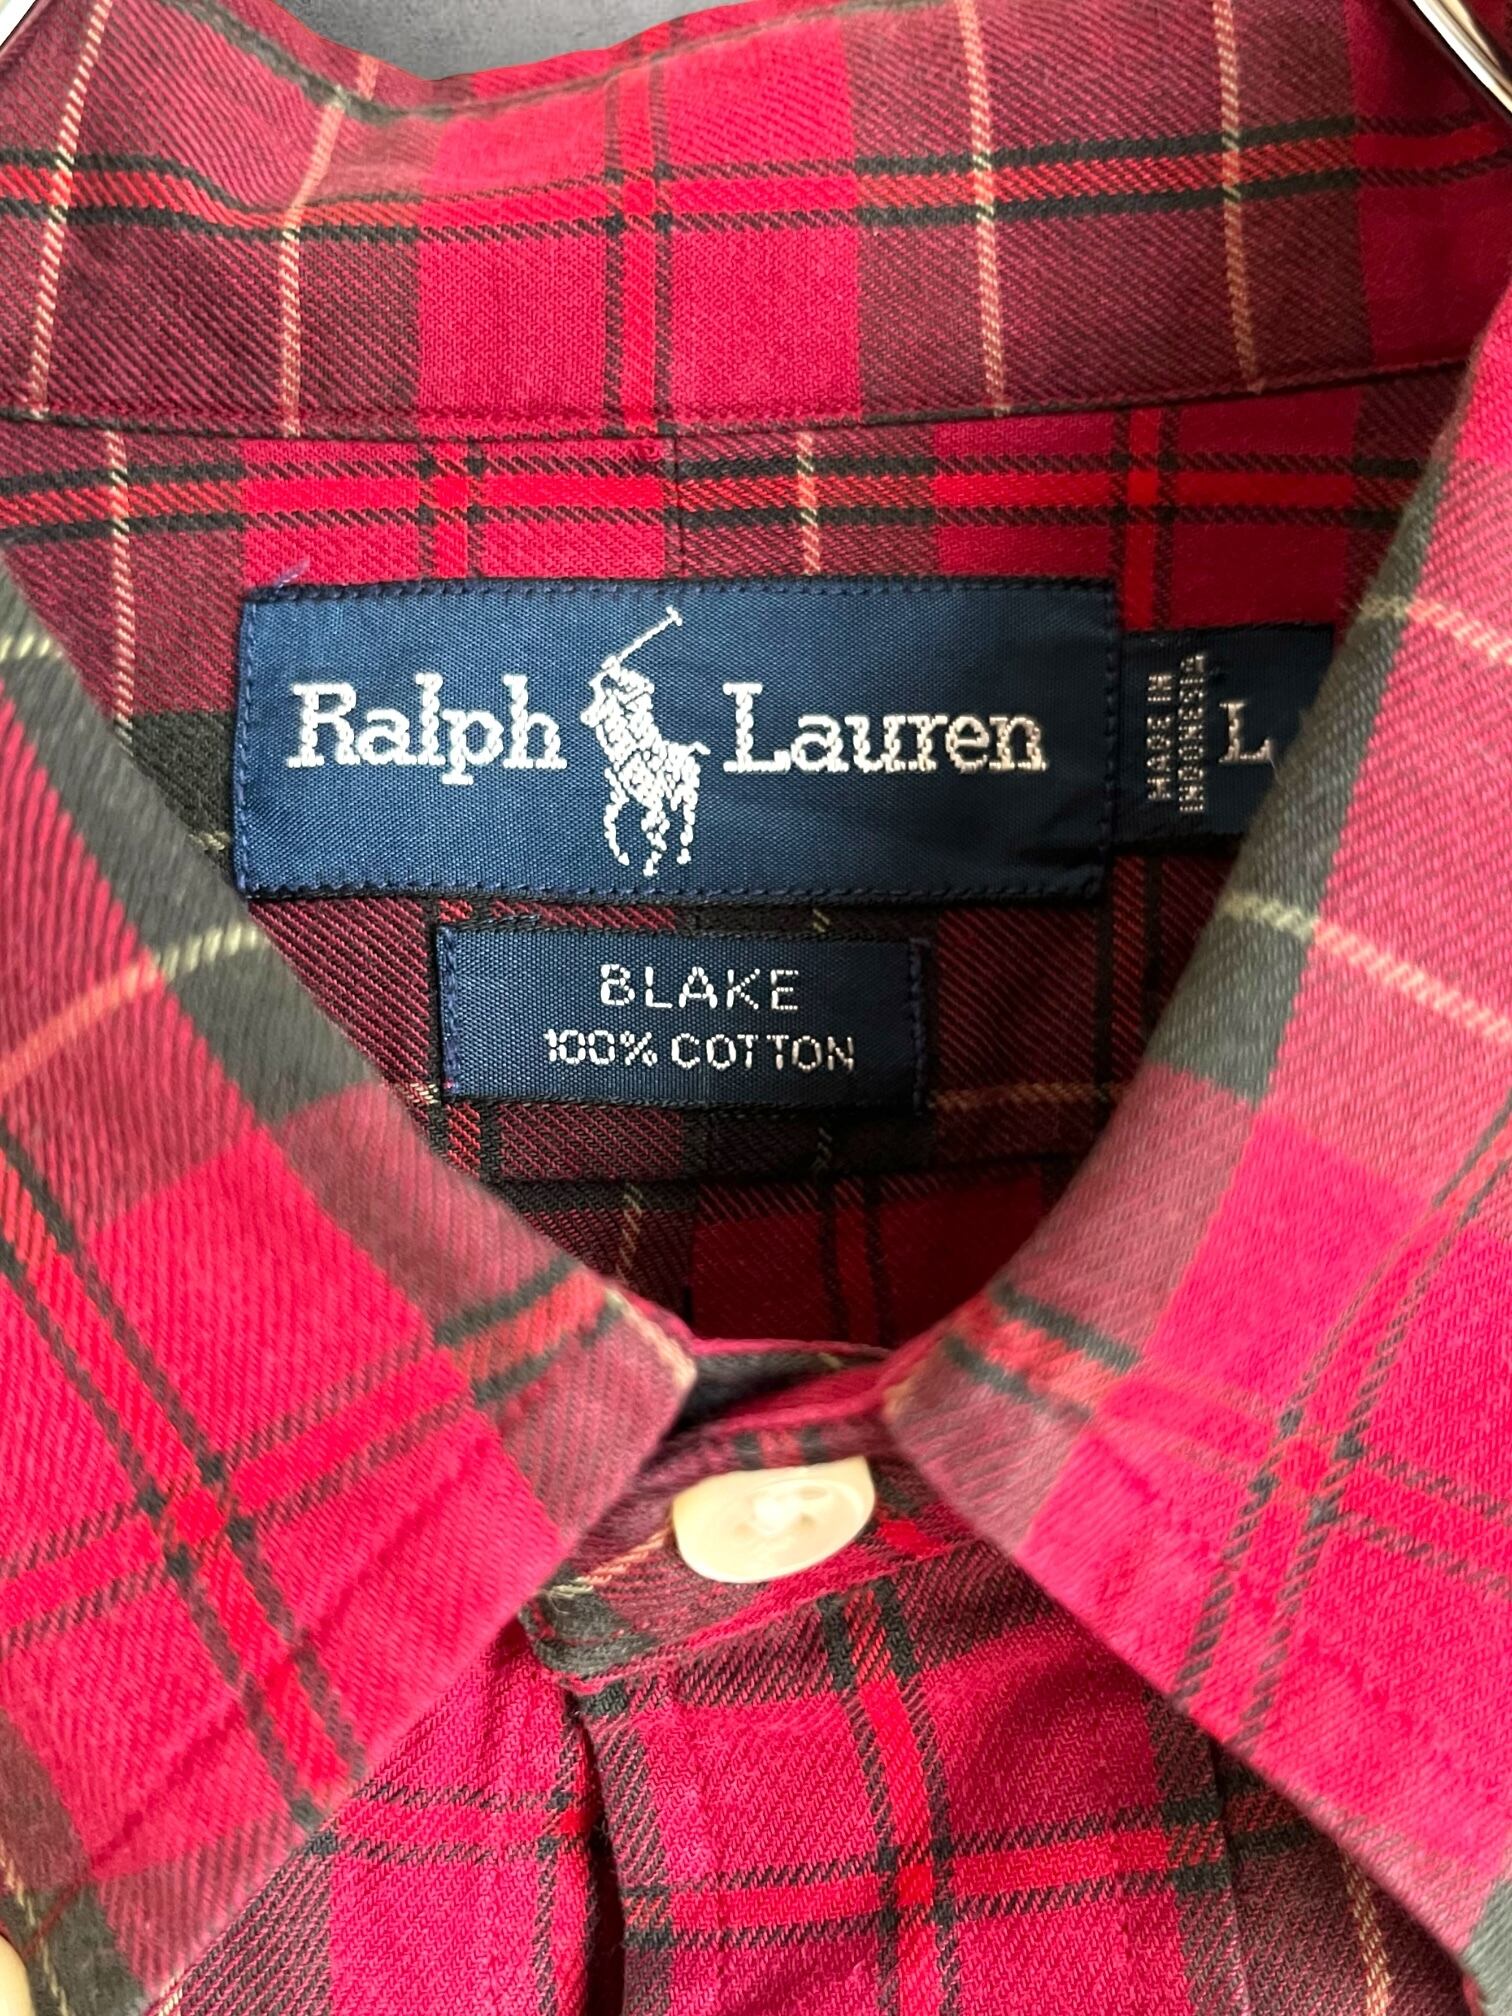 Ralph Lauren
MADE IN
INDONESIA
L
BLAKE
100% COTTON